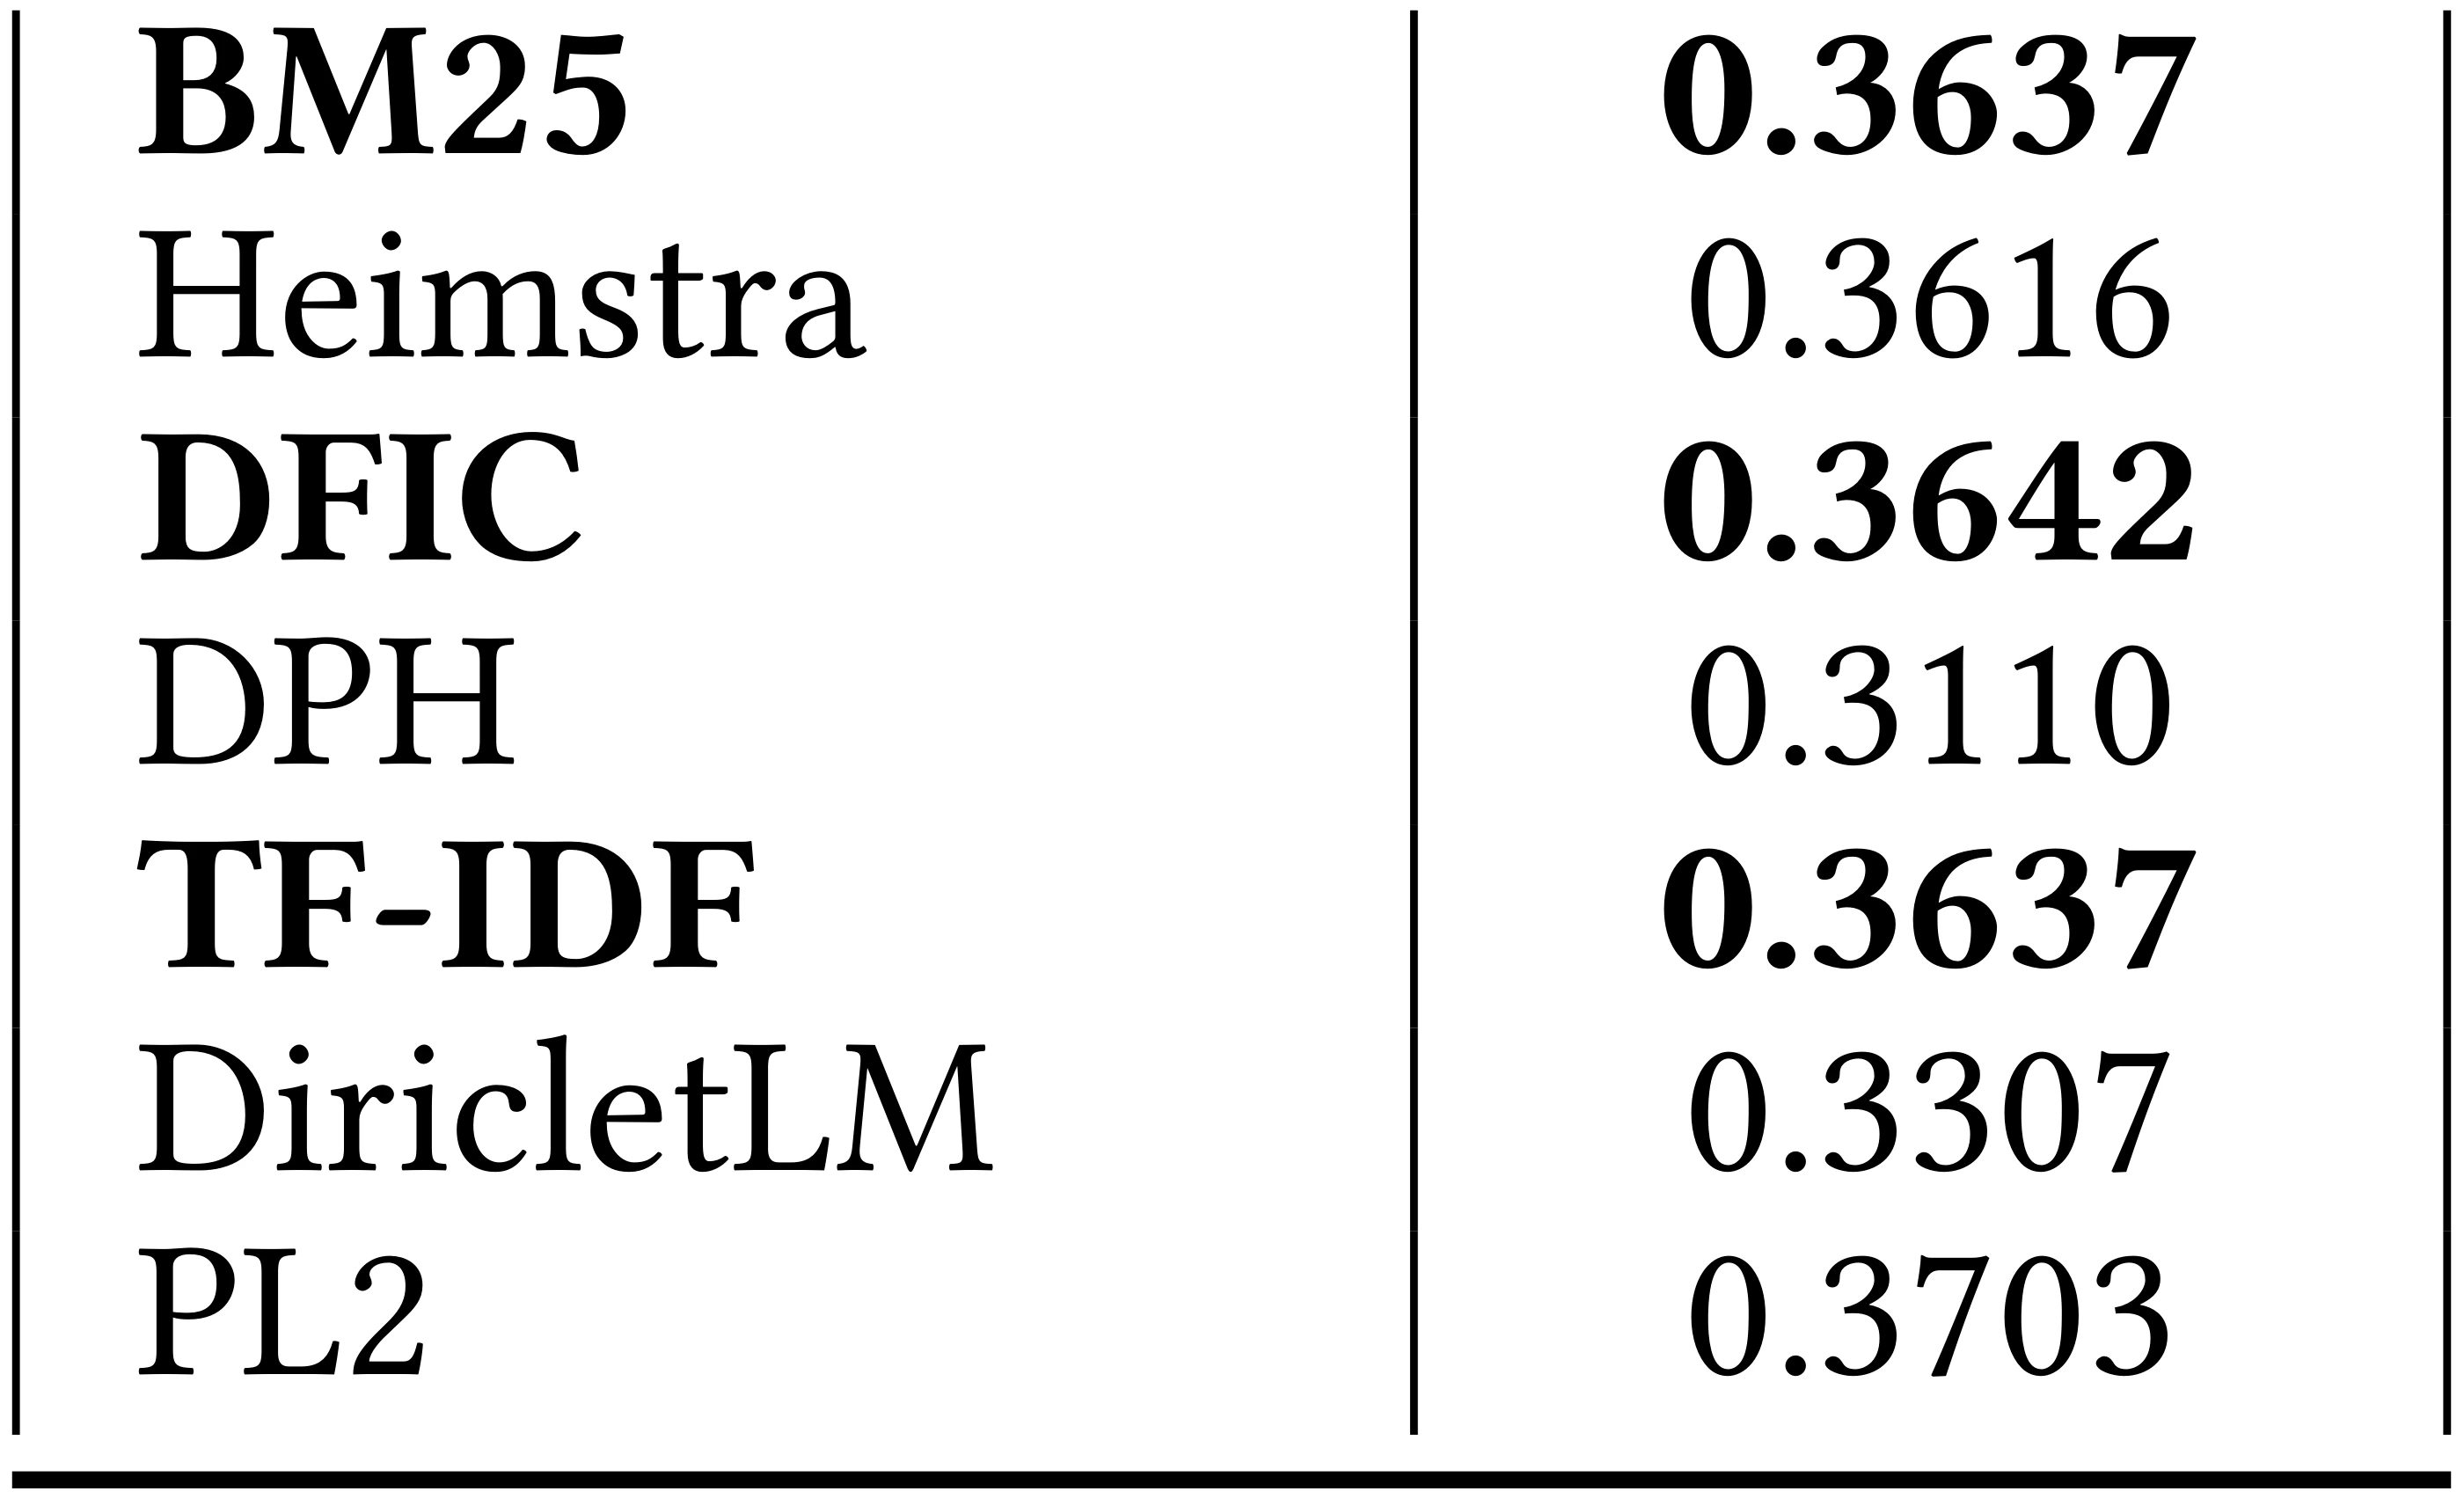 BM25 0.3637
Heimstra 0.3616
DFIC 0.3642
DPH 0.3110
TF-IDF 0.3637
DiricletLM 0.3307
PL2 0.3703